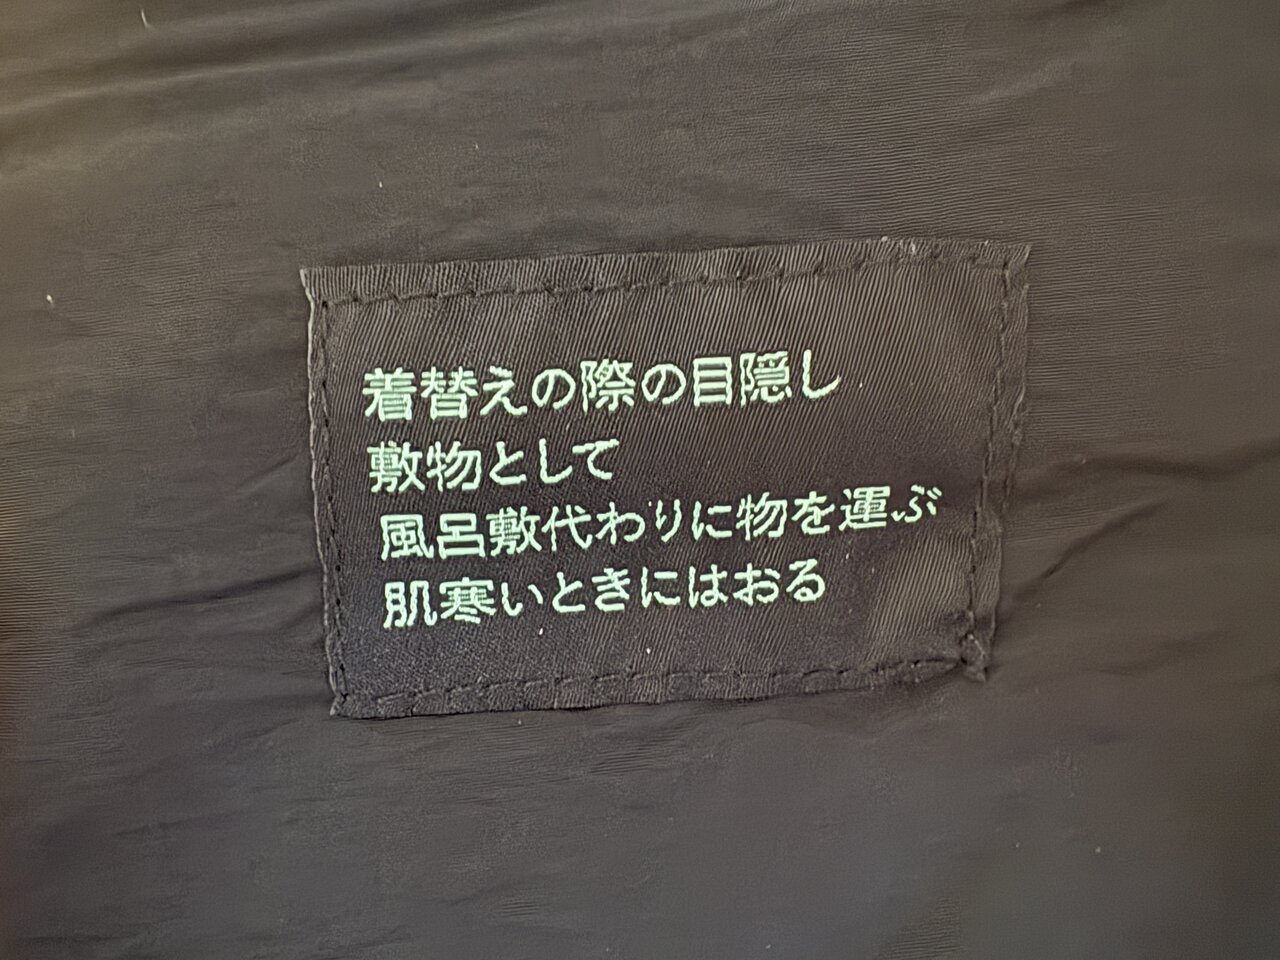 着替えの際の目隠し
敷物として
風呂敷代わりに物を運ぶ
肌寒いときにはおる